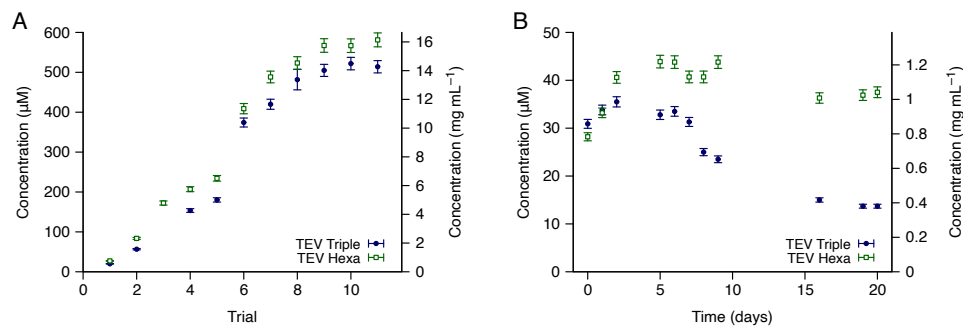 A
600
500
400
300
200
100
0
Concentration (μM)
16
14
12
10
8
6
4
2
0
Concentration (mg mL−1)
TEV Triple
TEV Hexa
0 2 4 6 8 10
Trial
B
50
40
30
20
10
0
Concentration (μM)
1.2
1
0.8
0.6
0.4
0.2
0
Concentration (mg mL−1)
TEV Triple
TEV Hexa
0 5 10 15 20
Time (days)